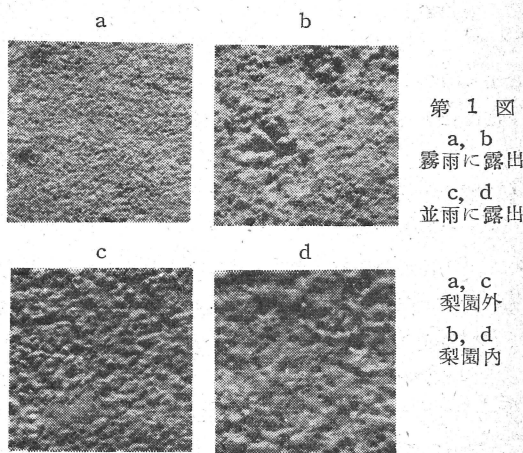 a
b
第 1 図
a, b
霧雨に露出
c, d
並雨に露出
c
d
a, c
梨園外
b, d
梨園内